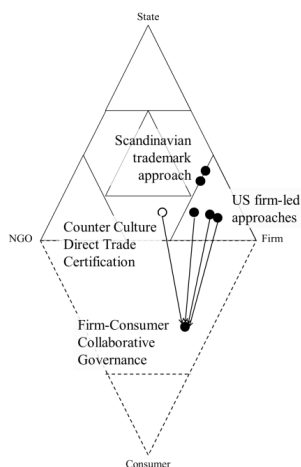 State
Scandinavian
trademark
approach
US firm-led
approaches
Counter Culture
Direct Trade
Certification
NGO
Firm
Firm-Consumer
Collaborative
Governance
Consumer